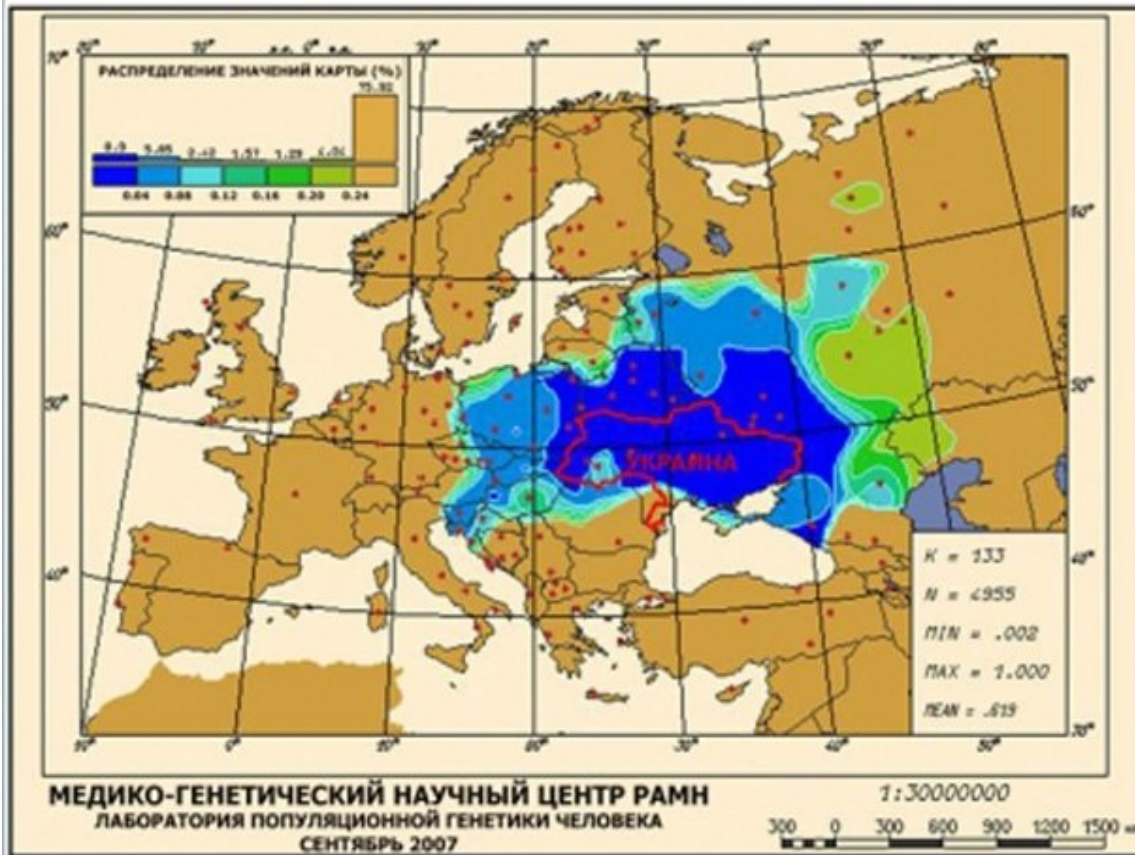 РАСПРЕДЕЛЕНИЕ ЗНАЧЕНИЙ КАРТЫ (%)
0.04 0.08 0.12 0.16 0.20 0.24
УКРАИНА
K = 133
N = 4955
MIN = .002
MAX = 1.000
MEAN = .619
МЕДИКО-ГЕНЕТИЧЕСКИЙ НАУЧНЫЙ ЦЕНТР РАМН
ЛАБОРАТОРИЯ ПОПУЛЯЦИОННОЙ ГЕНЕТИКИ ЧЕЛОВЕКА
СЕНТЯБРЬ 2007
1:30000000
300 0 300 600 900 1200 1500